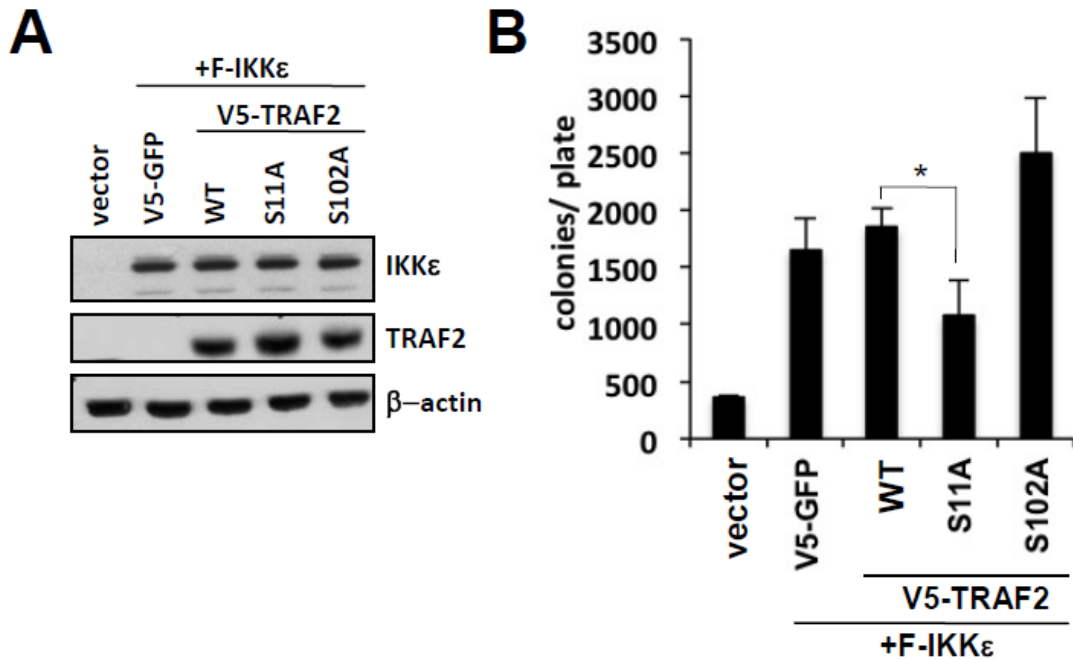 A
+F-IKKε
V5-TRAF2
vector
V5-GFP
WT
S11A
S102A
IKKε
TRAF2
β–actin
B
colonies/ plate
3500
3000
2500
2000
1500
1000
500
0
*
vector
V5-GFP
WT
S11A
S102A
V5-TRAF2
+F-IKKε